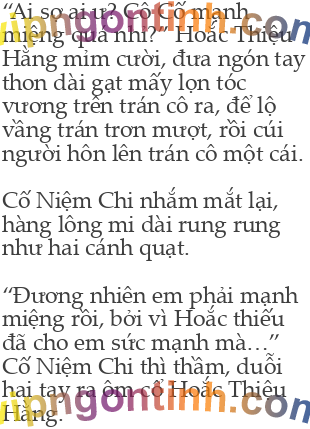 “Ai sợ ai ư? Cô Cố mạnh
miệng quá nhỉ?” Hoắc Thiệu
Hằng mỉm cười, đưa ngón tay
thon dài gạt mấy lọn tóc
vương trên trán cô ra, để lộ
vầng trán trơn mượt, rồi cúi
người hôn lên trán cô một cái.
Cố Niệm Chi nhắm mắt lại,
hàng lông mi dài rung rung
như hai cánh quạt.
“Đương nhiên em phải mạnh
miệng rồi, bởi vì Hoắc thiếu
đã cho em sức mạnh mà…”
Cố Niệm Chi thì thầm, duỗi
hai tay ra ôm cổ Hoắc Thiệu
Hằng.
vipngontinh.com
vipngontinh.com